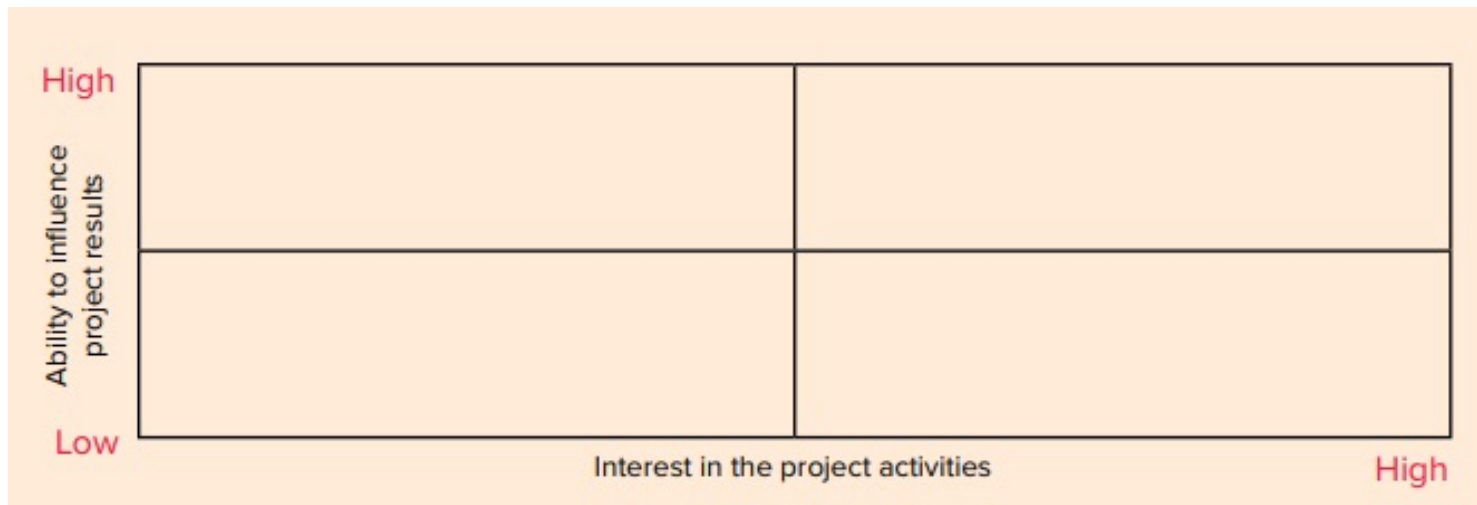 High
Ability to influence
project results
Low
Interest in the project activities
High